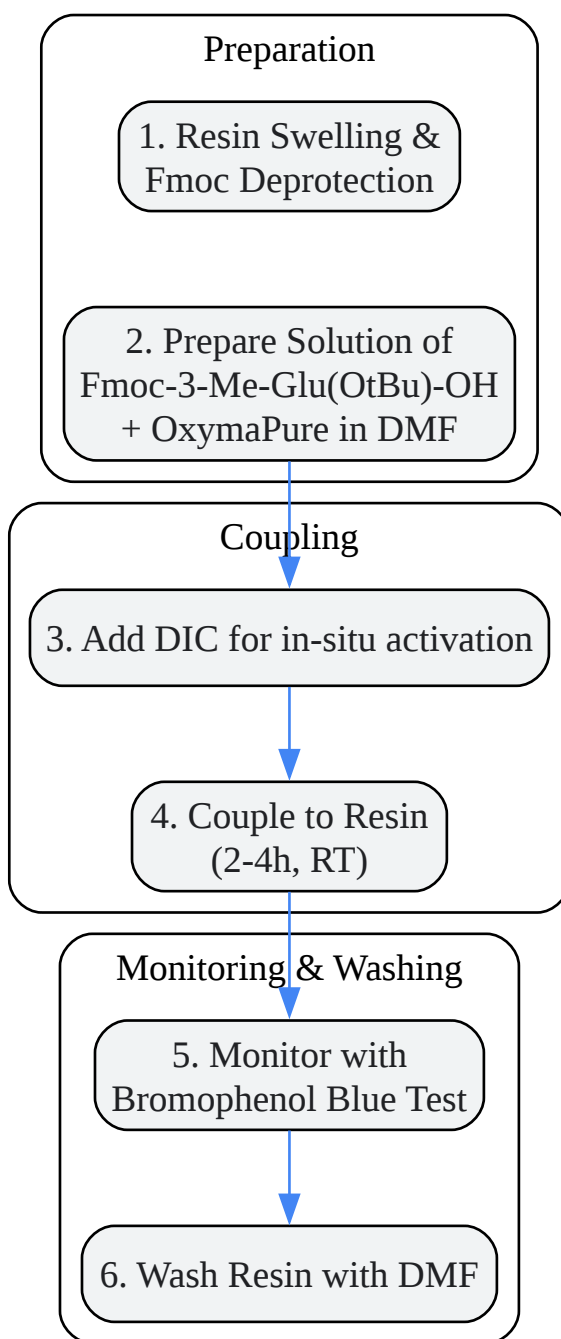 Preparation
1. Resin Swelling &
Fmoc Deprotection
2. Prepare Solution of
Fmoc-3-Me-Glu(OtBu)-OH
+ OxymaPure in DMF
Coupling
3. Add DIC for in-situ activation
4. Couple to Resin
(2-4h, RT)
Monitoring & Washing
5. Monitor with
Bromophenol Blue Test
6. Wash Resin with DMF